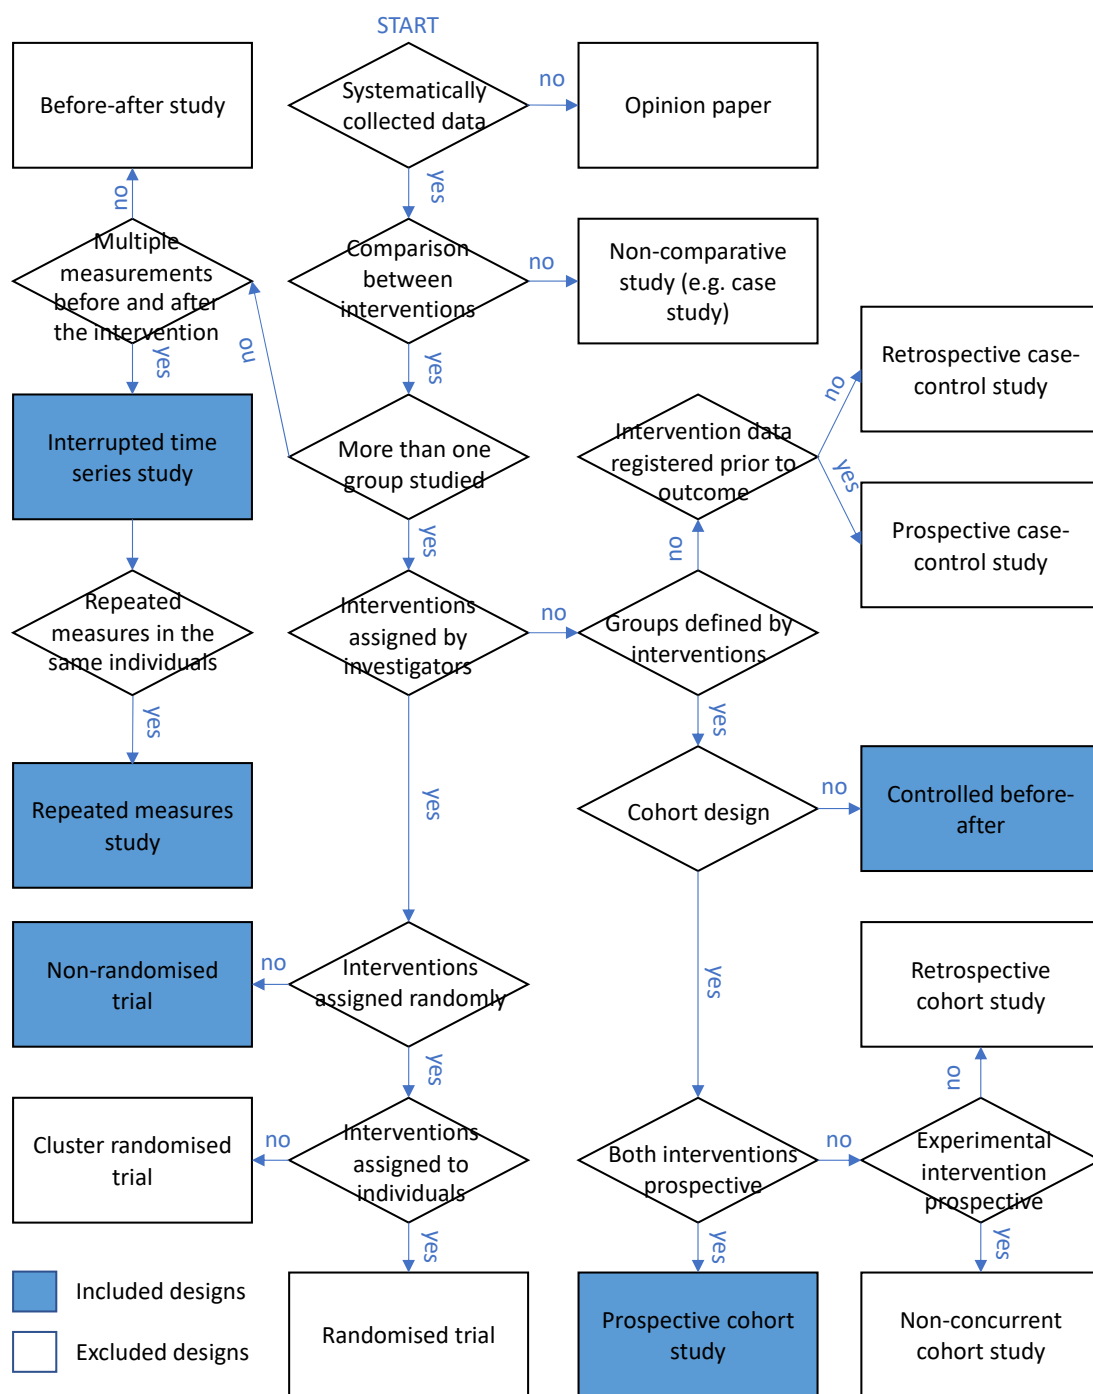 START
Before-after study
Systematically
collected data
no
Opinion paper
yes
no
Multiple
measurements
before and after
the intervention
Comparison
between
interventions
no
Non-comparative
study (e.g. case
study)
yes
no
yes
Retrospective case-
control study
Interrupted time
series study
More than one
group studied
Intervention data
registered prior to
outcome
no
yes
Prospective case-
control study
yes
no
Repeated
measures in the
same individuals
Interventions
assigned by
investigators
no
Groups defined by
interventions
yes
yes
Repeated measures
study
yes
Cohort design
no
Controlled before-
after
Non-randomised
trial
no
Interventions
assigned randomly
yes
Retrospective
cohort study
yes
no
Cluster randomised
trial
no
Interventions
assigned to
individuals
Both interventions
prospective
no
Experimental
intervention
prospective
yes
yes
yes
Included designs
Excluded designs
Randomised trial
Prospective cohort
study
Non-concurrent
cohort study